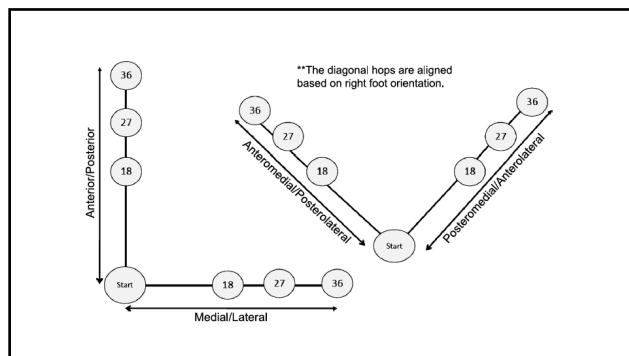 36
27
18
Start
18
27
36
Anterior/Posterior
Medial/Lateral
**The diagonal hops are aligned
based on right foot orientation.
36
27
18
Start
18
27
36
Anteromedial/Posterolateral
Posteromedial/Anterolateral